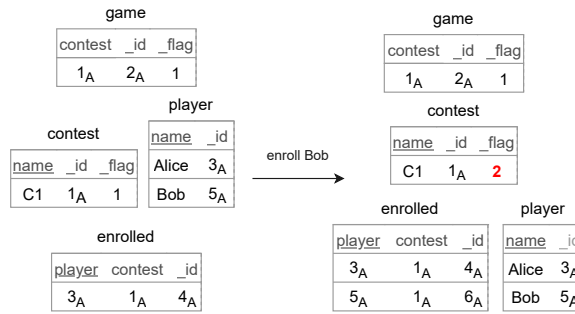 game
contest _id _flag
1A 2A 1
player
name _id
Alice 3A
Bob 5A
contest
name _id _flag
C1 1A 1
enrolled
player contest _id
3A 1A 4A
enroll Bob
game
contest _id _flag
1A 2A 1
contest
name _id _flag
C1 1A 2
enrolled
player contest _id
3A 1A 4A
5A 1A 6A
player
name
Alice 3A
Bob 5A